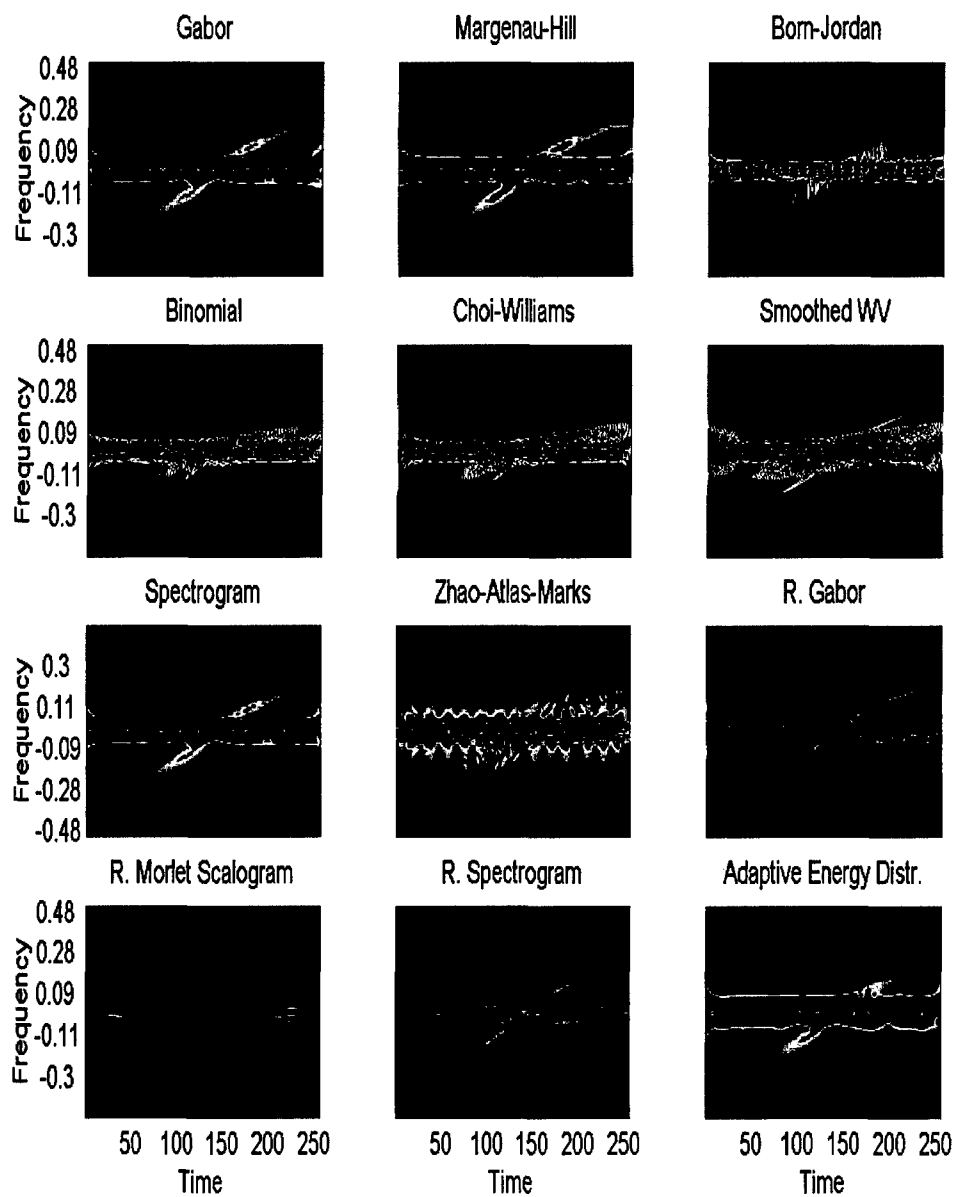 Gabor
Margenau-Hill
Born-Jordan
Frequency
0.48
0.28
0.09
-0.11
-0.3
Binomial
Choi-Williams
Smoothed WV
Frequency
0.48
0.28
0.09
-0.11
-0.3
Spectrogram
Zhao-Atlas-Marks
R. Gabor
Frequency
0.3
0.11
-0.09
-0.28
-0.48
R. Morlet Scalogram
R. Spectrogram
Adaptive Energy Distr.
Frequency
0.48
0.28
0.09
-0.11
-0.3
50 100 150 200 250
50 100 150 200 250
50 100 150 200 250
Time
Time
Time